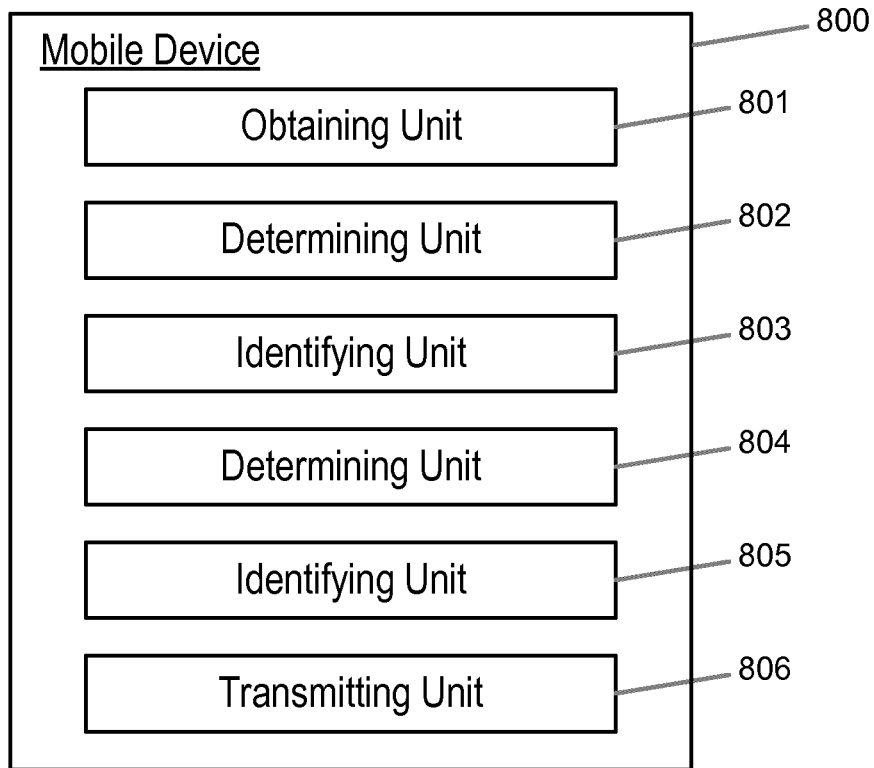 800
Mobile Device
Obtaining Unit 801
Determining Unit 802
Identifying Unit 803
Determining Unit 804
Identifying Unit 805
Transmitting Unit 806